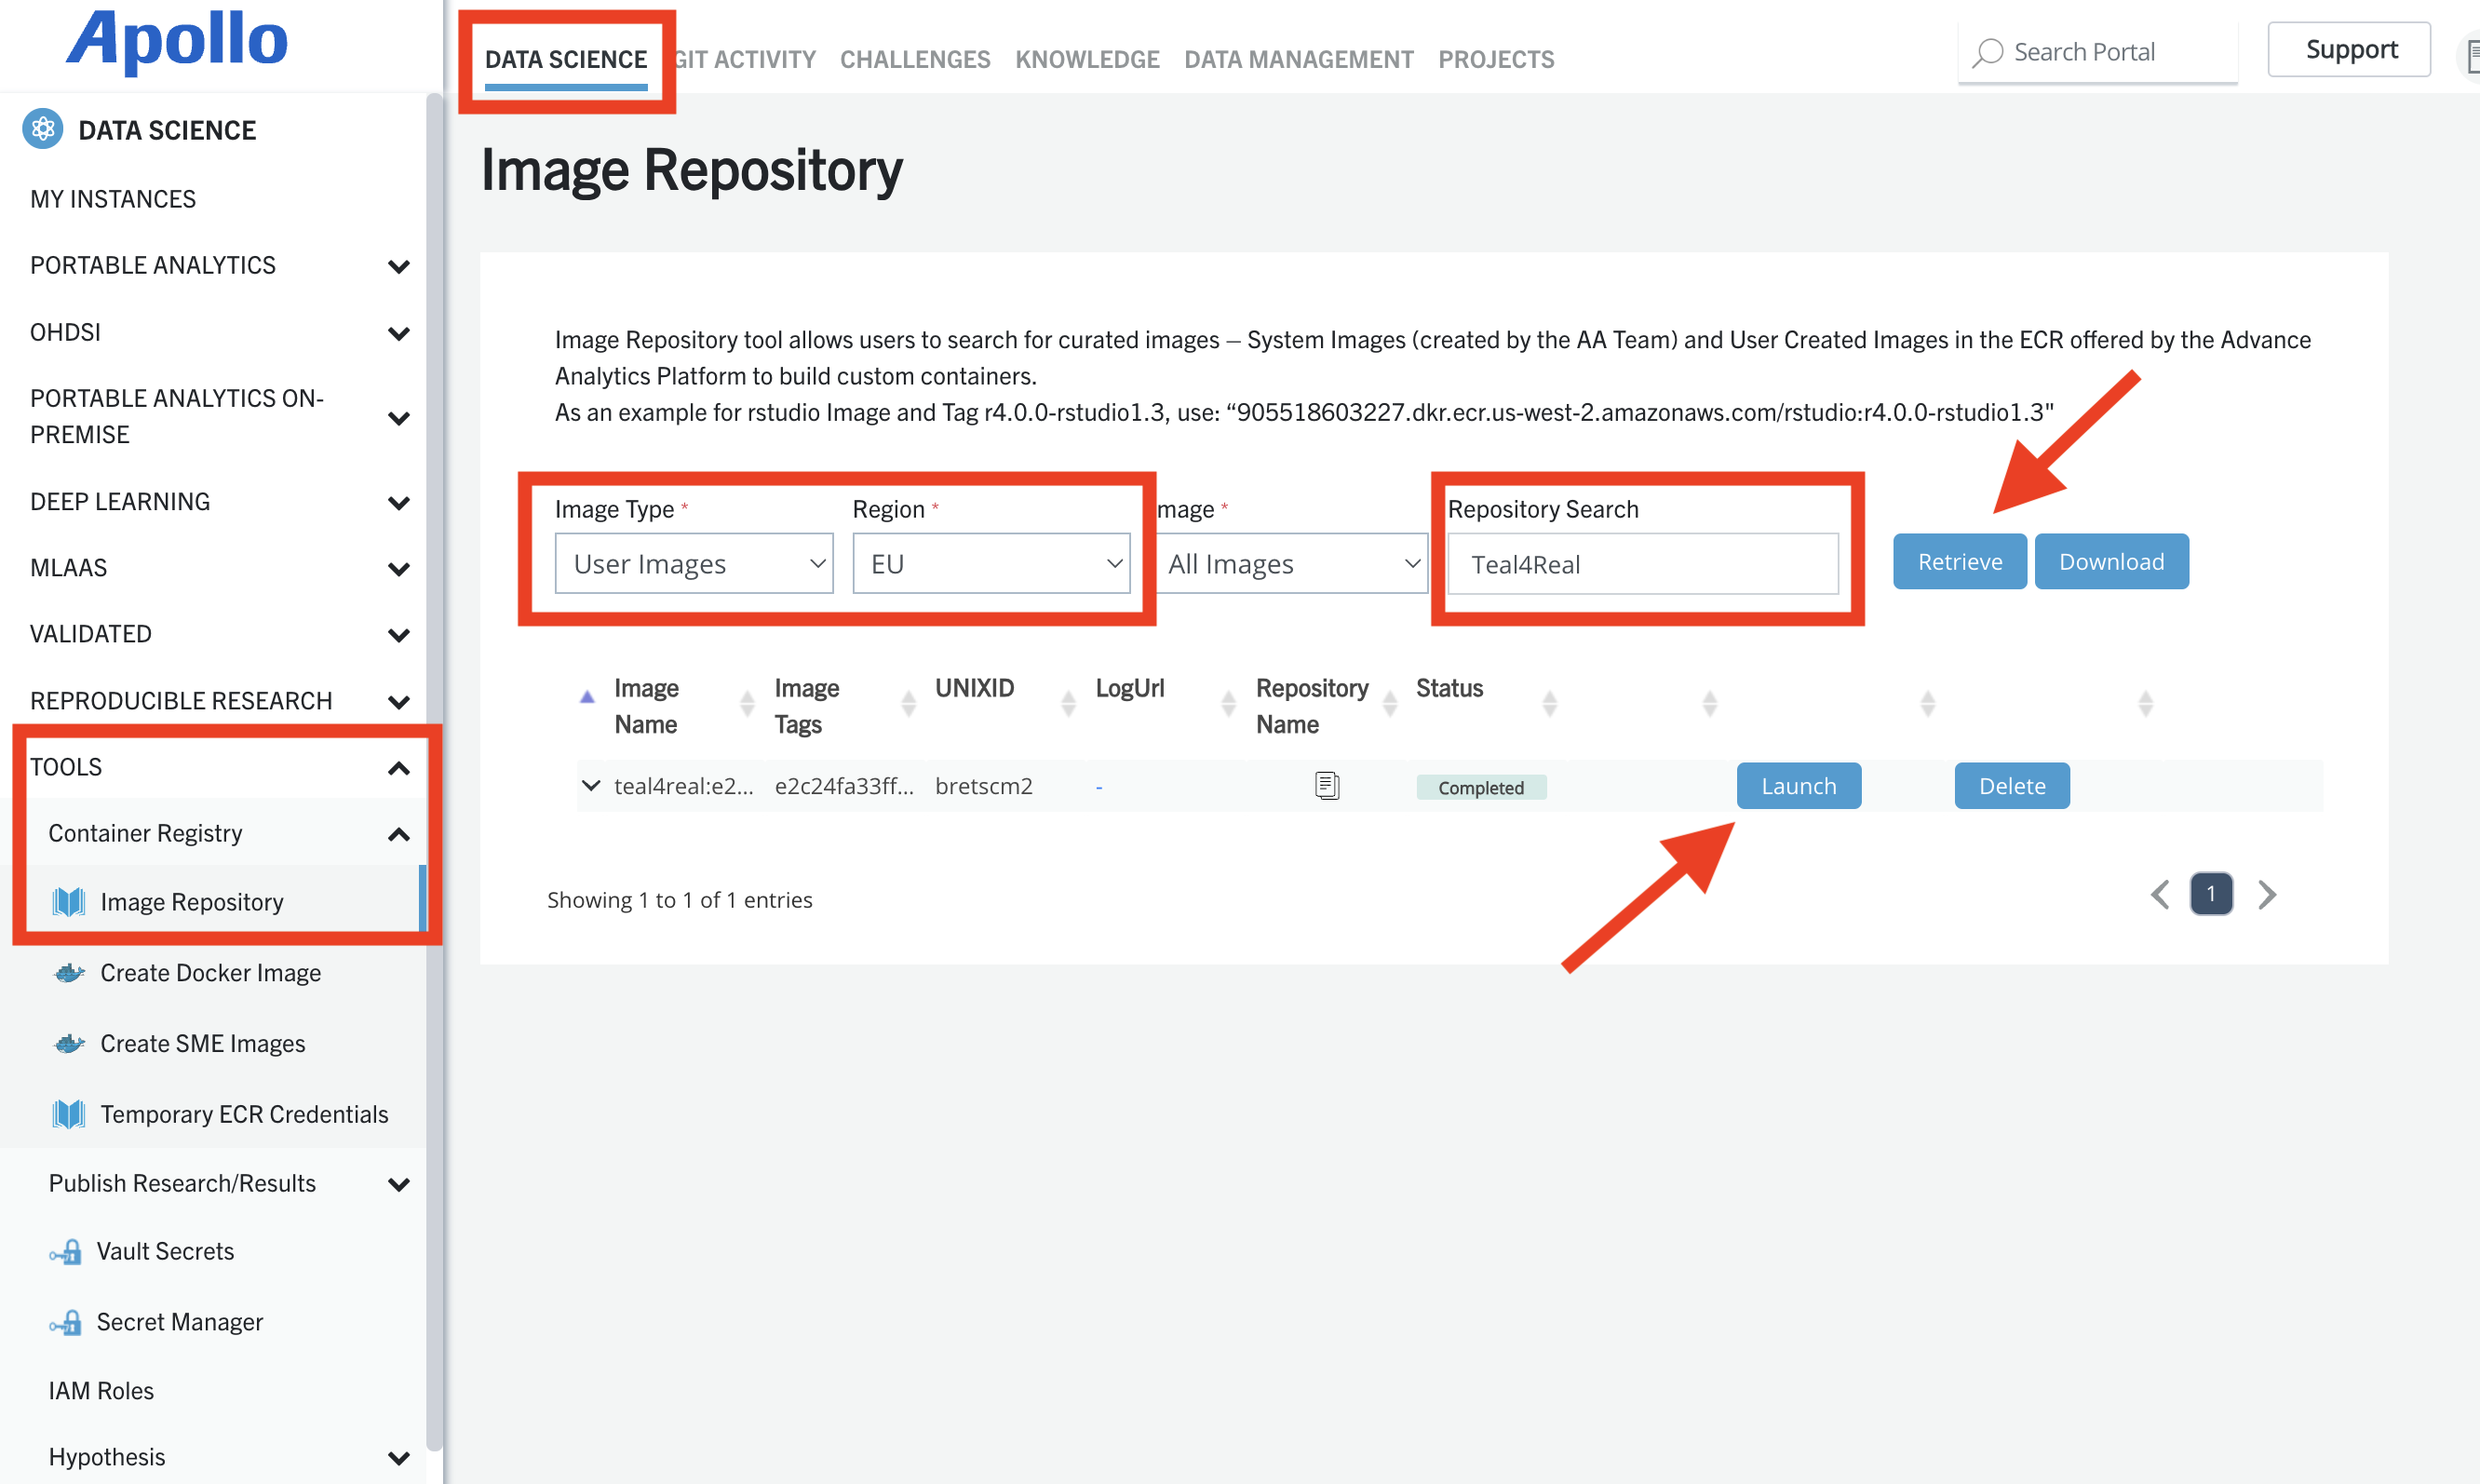 Apollo
DATA SCIENCE
GIT ACTIVITY
CHALLENGES
KNOWLEDGE
DATA MANAGEMENT
PROJECTS
Search Portal
Support
DATA SCIENCE
MY INSTANCES
PORTABLE ANALYTICS
OHDSI
PORTABLE ANALYTICS ON-
PREMISE
DEEP LEARNING
MLAAS
VALIDATED
REPRODUCIBLE RESEARCH
TOOLS
Container Registry
Image Repository
Create Docker Image
Create SME Images
Temporary ECR Credentials
Publish Research/Results
Vault Secrets
Secret Manager
IAM Roles
Hypothesis
Image Repository
Image Repository tool allows users to search for curated images – System Images (created by the AA Team) and User Created Images in the ECR offered by the Advance
Analytics Platform to build custom containers.
As an example for rstudio Image and Tag r4.0.0-rstudio1.3, use: “905518603227.dkr.ecr.us-west-2.amazonaws.com/rstudio:r4.0.0-rstudio1.3"
Image Type *
Region *
mage *
Repository Search
User Images
EU
All Images
Teal4Real
Retrieve
Download
Image
Name
Image
Tags
UNIXID
LogUrl
Repository
Name
Status
teal4real:e2...
e2c24fa33ff...
bretscm2
-
Completed
Launch
Delete
Showing 1 to 1 of 1 entries
1